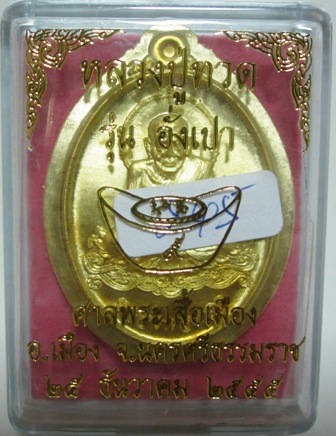 หลวงปู่ทวด
รุ่น อั่งเปา
๕
ศาลพระเสื้อเมือง
อ.เมือง จ.นครศรีธรรมราช
๒๕ ธันวาคม ๒๕๕๕